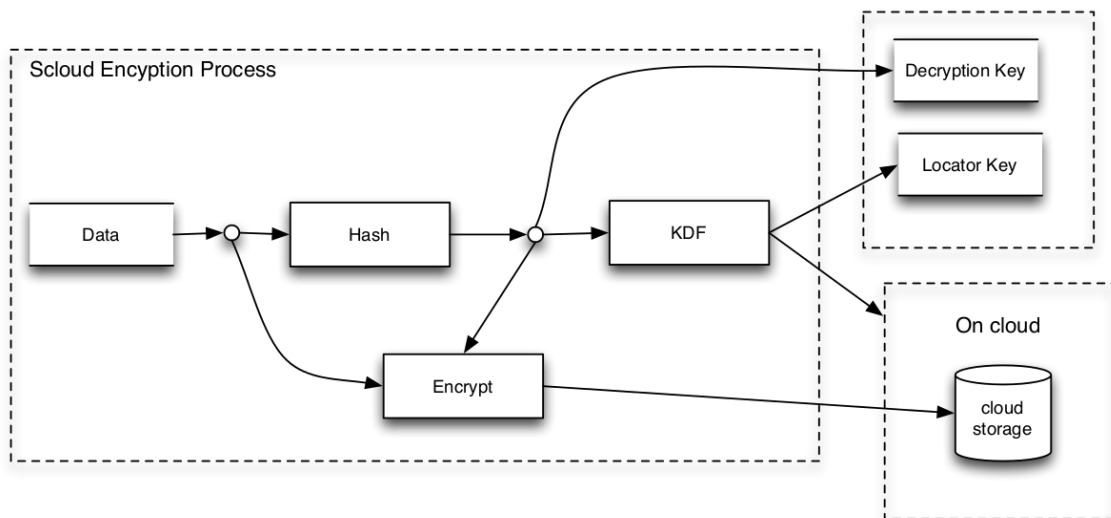 Scloud Encyption Process
Decryption Key
Locator Key
Data
Hash
KDF
Encrypt
On cloud
cloud
storage